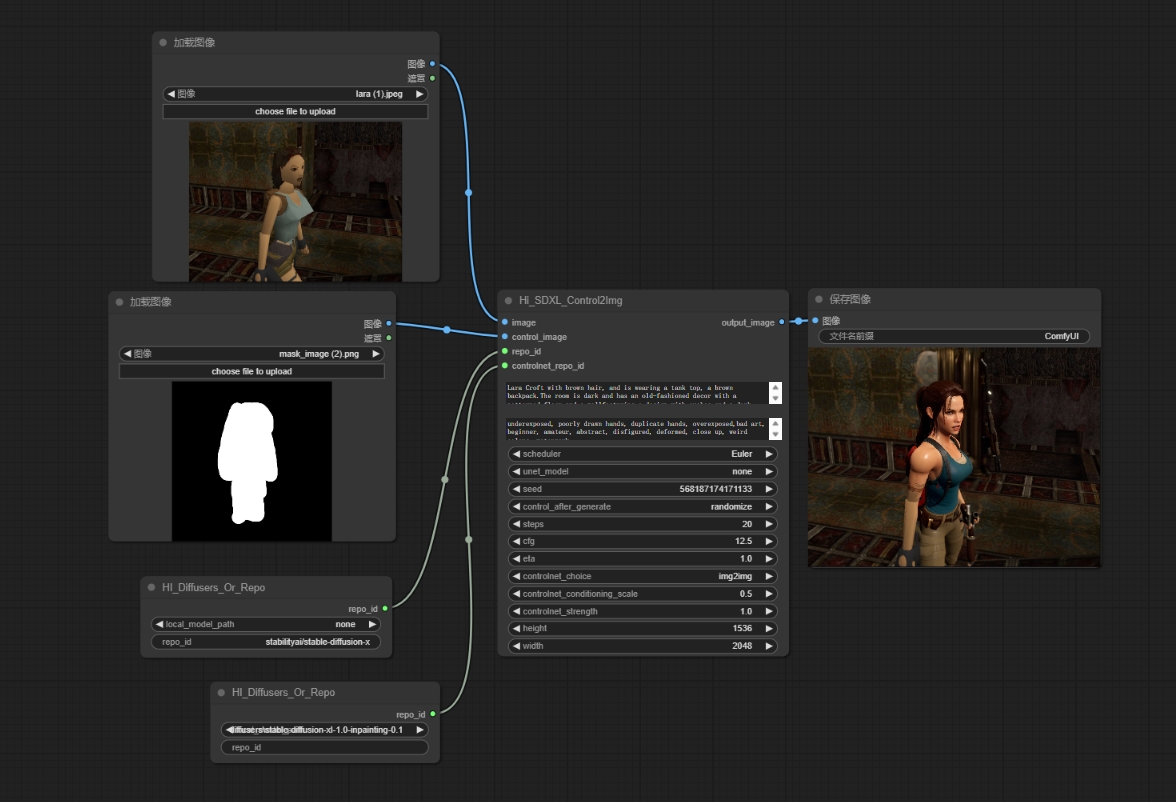 加载图像
图像
遮罩
图像 lara (1).jpeg
choose file to upload
加载图像
图像
遮罩
图像 mask_image (2).png
choose file to upload
HI_Diffusers_Or_Repo
repo_id
local_model_path none
repo_id stabilityai/stable-diffusion-x
HI_Diffusers_Or_Repo
repo_id
diffusers\stable-diffusion-xl-1.0-inpainting-0.1
repo_id
Hi_SDXL_Control2Img
image output_image
control_image
repo_id
controlnet_repo_id
Lara Croft with brown hair, and is wearing a tank top, a brown
backpack.The room is dark and has an old-fashioned decor with a
underexposed, poorly drawn hands, duplicate hands, overexposed,bad art,
beginner, amateur, abstract, disfigured, deformed, close up, weird
scheduler Euler
unet_model none
seed 568187174171133
control_after_generate randomize
steps 20
cfg 12.5
eta 1.0
controlnet_choice img2img
controlnet_conditioning_scale 0.5
controlnet_strength 1.0
height 1536
width 2048
保存图像
图像
文件名前缀 ComfyUI